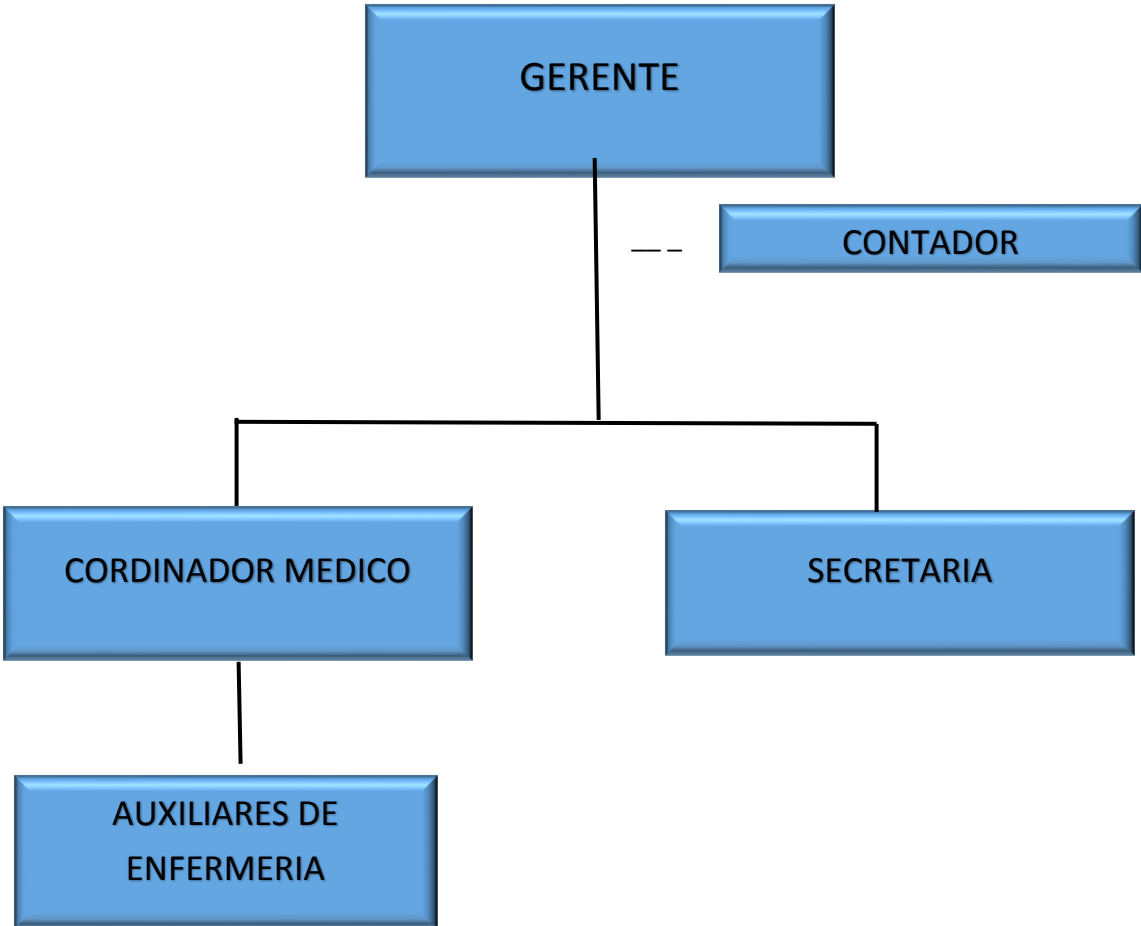 GERENTE
CONTADOR
CORDINADOR MEDICO
SECRETARIA
AUXILIARES DE
ENFERMERIA